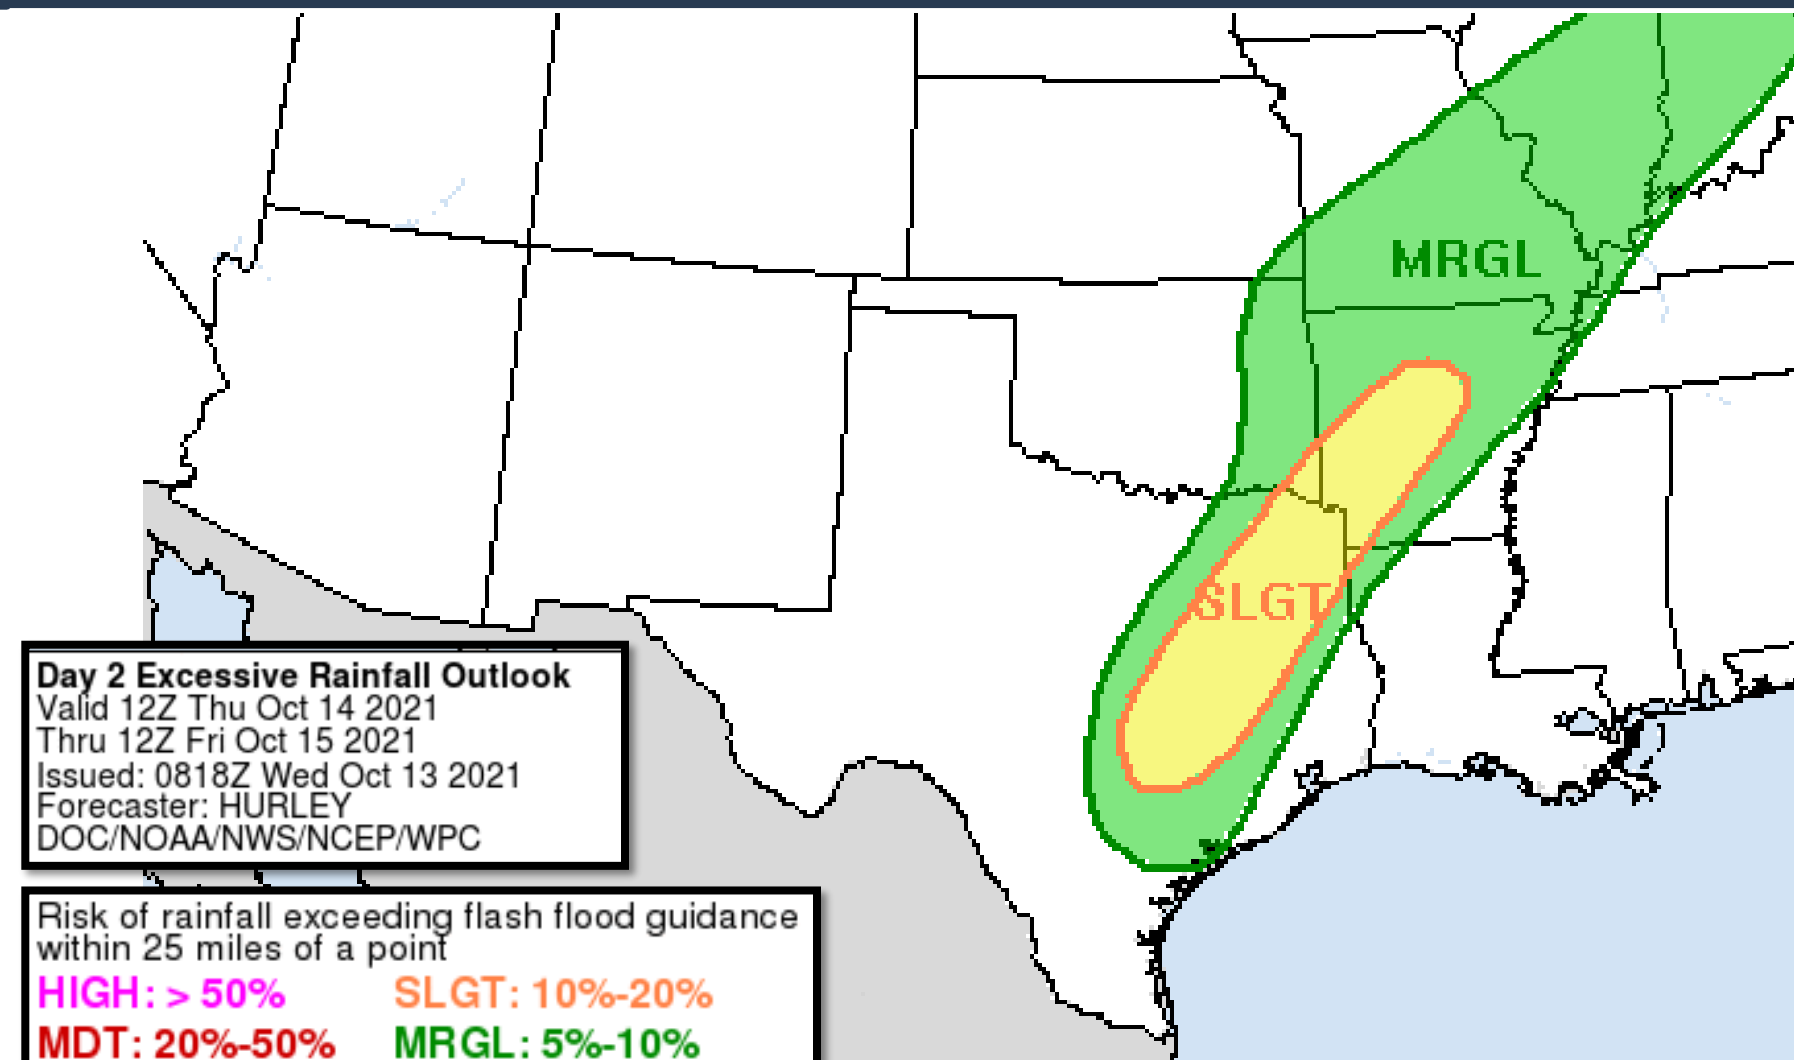 MRGL
SLGT
Day 2 Excessive Rainfall Outlook
Valid 12Z Thu Oct 14 2021
Thru 12Z Fri Oct 15 2021
Issued: 0818Z Wed Oct 13 2021
Forecaster: HURLEY
DOC/NOAA/NWS/NCEP/WPC
Risk of rainfall exceeding flash flood guidance
within 25 miles of a point
HIGH: > 50% SLGT: 10%-20%
MDT: 20%-50% MRGL: 5%-10%